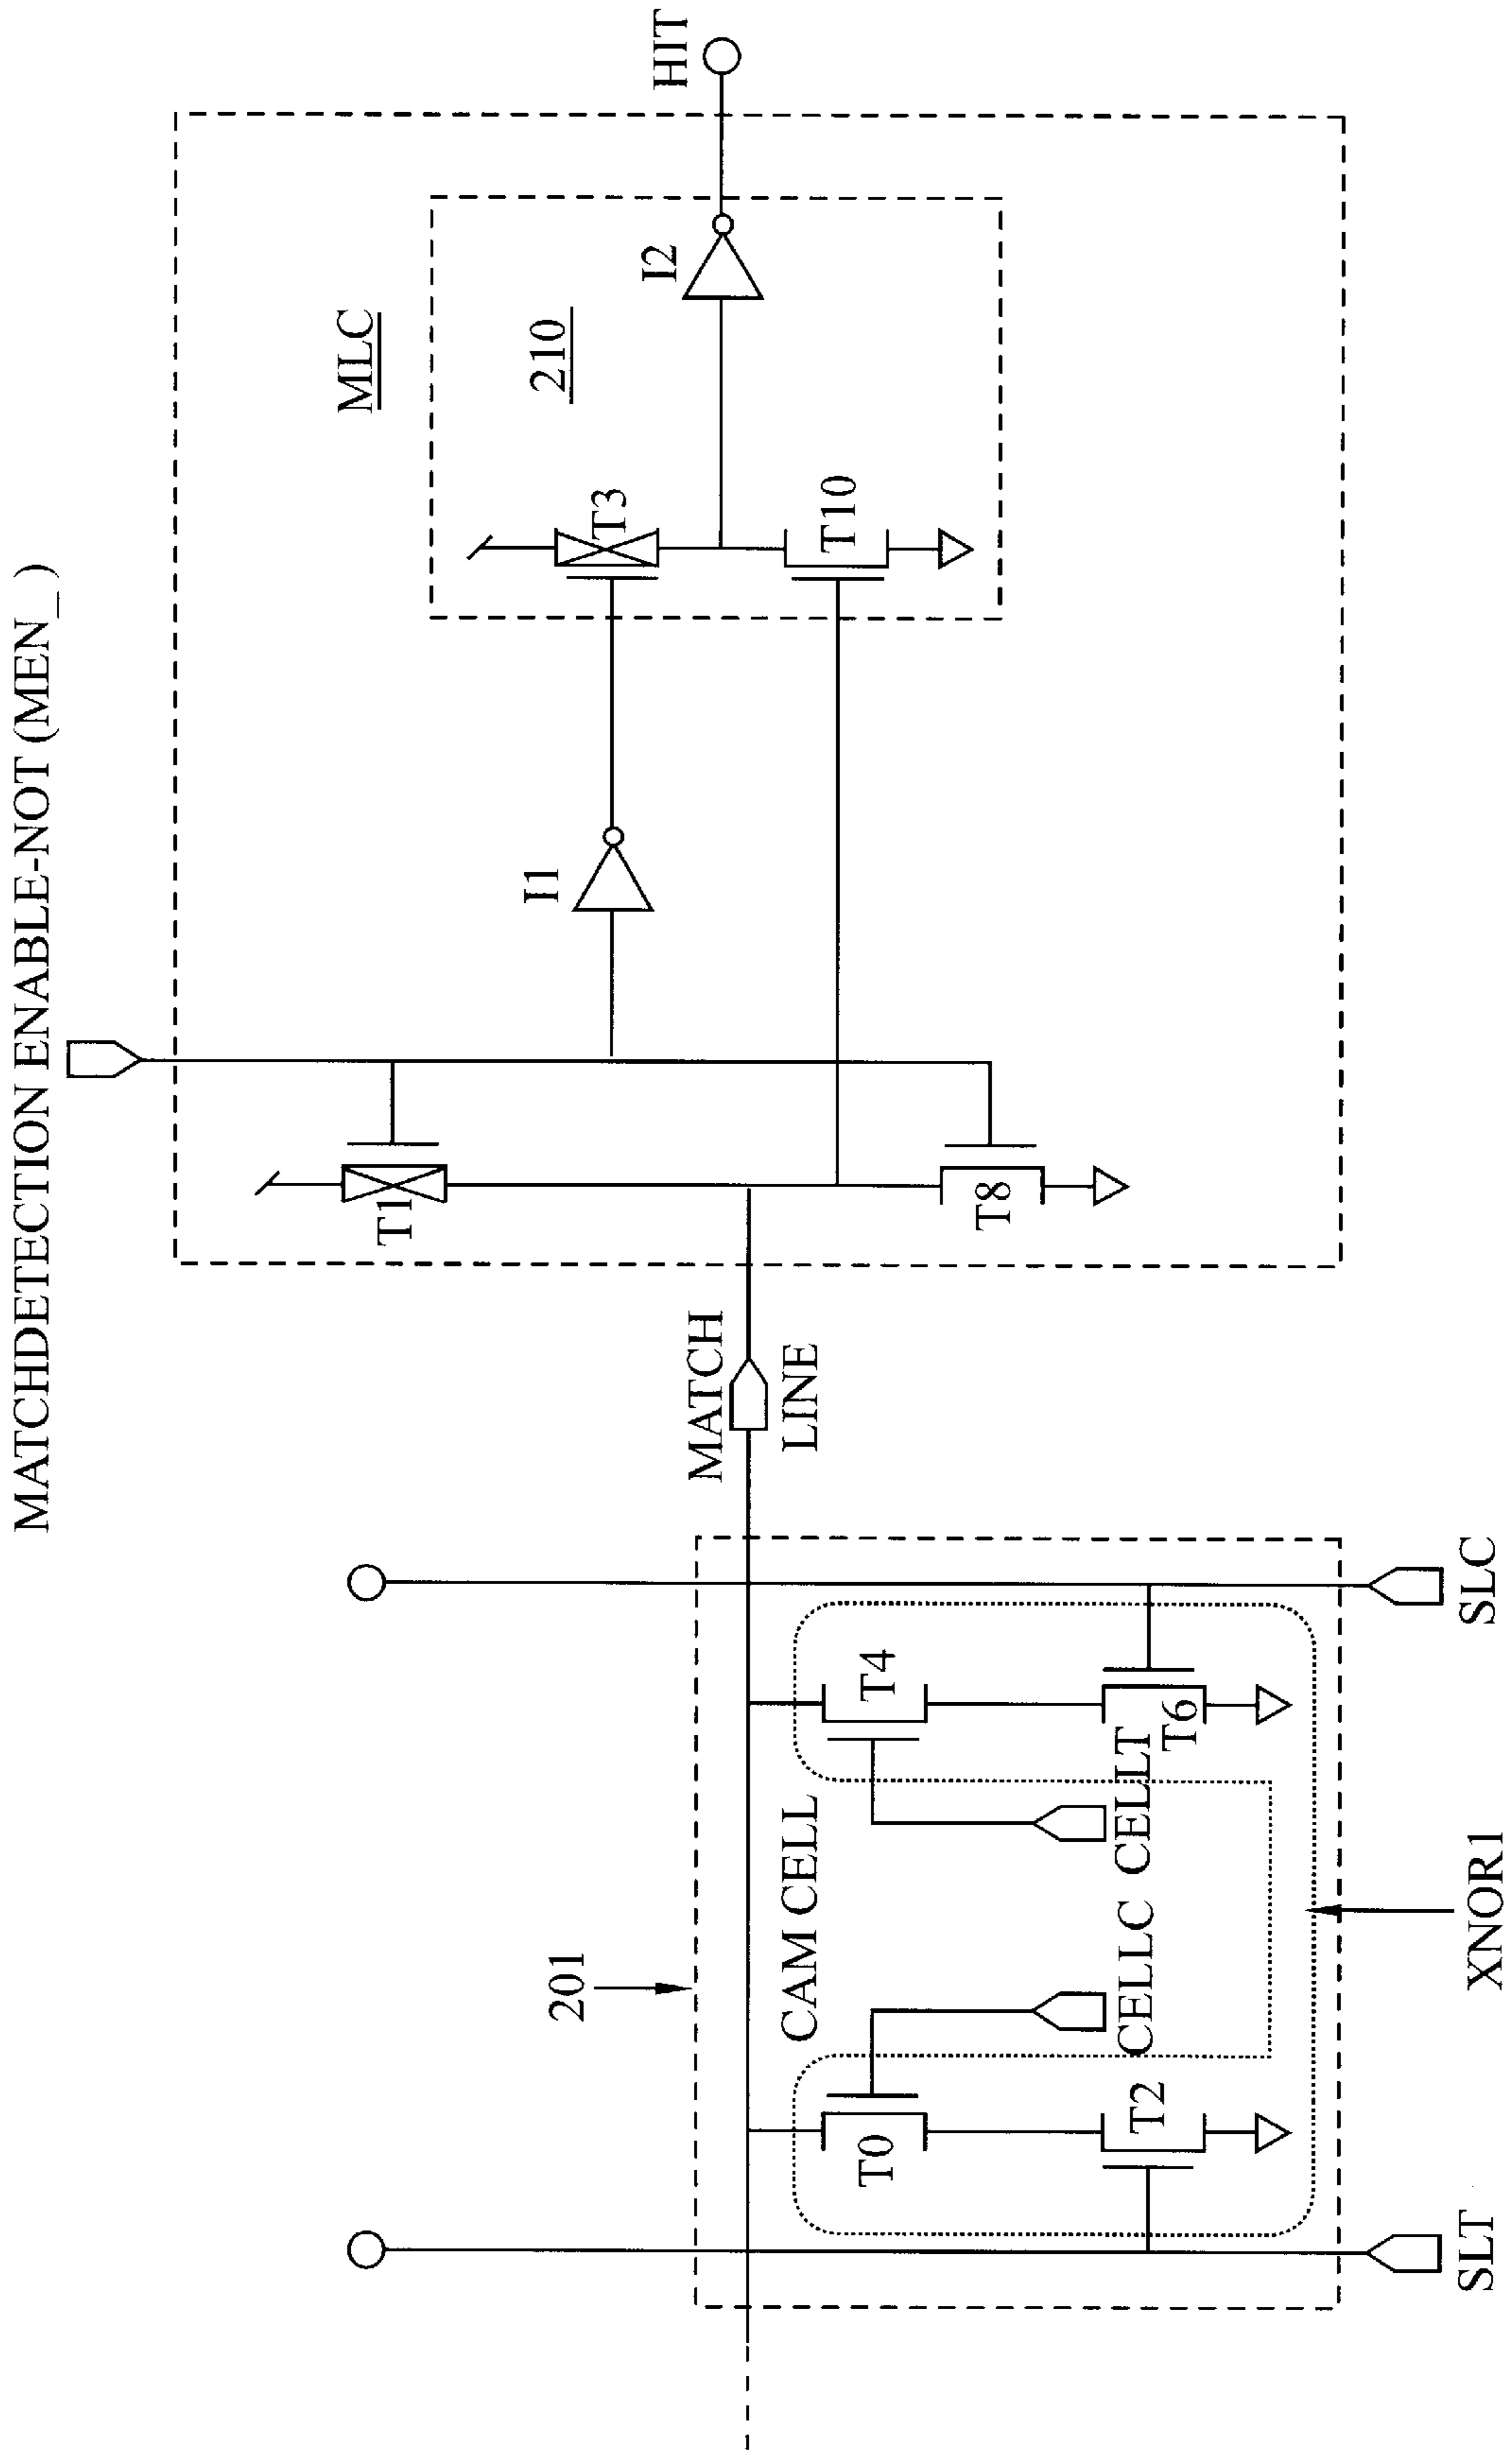 MATCHDETECTION ENABLE-NOT (MEN_)
MLC
210
HIT
I2
T3
T10
I1
T1
T8
MATCH
LINE
201
CAM CELL
T0
T2
T4
T6
CELLC
CELLT
SLT
SLC
XNOR1